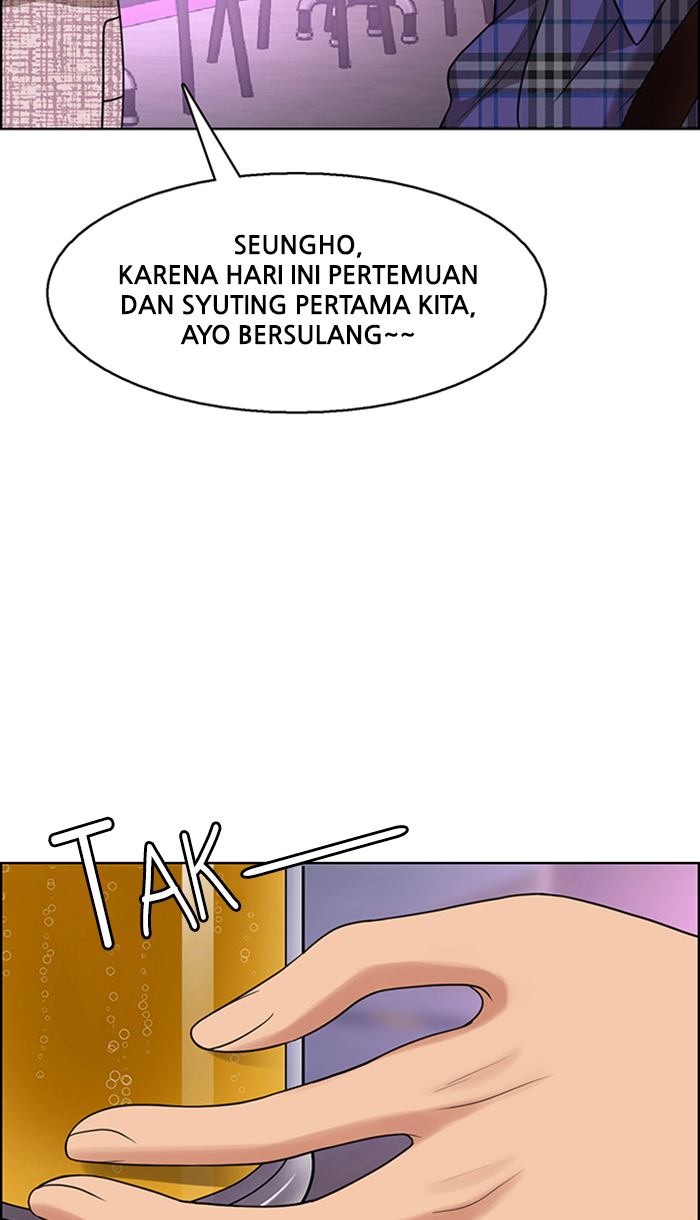 SEUNGHO,
KARENA HARI INI PERTEMUAN
DAN SYUTING PERTAMA KITA,
AYO BERSULANG~~
TAK